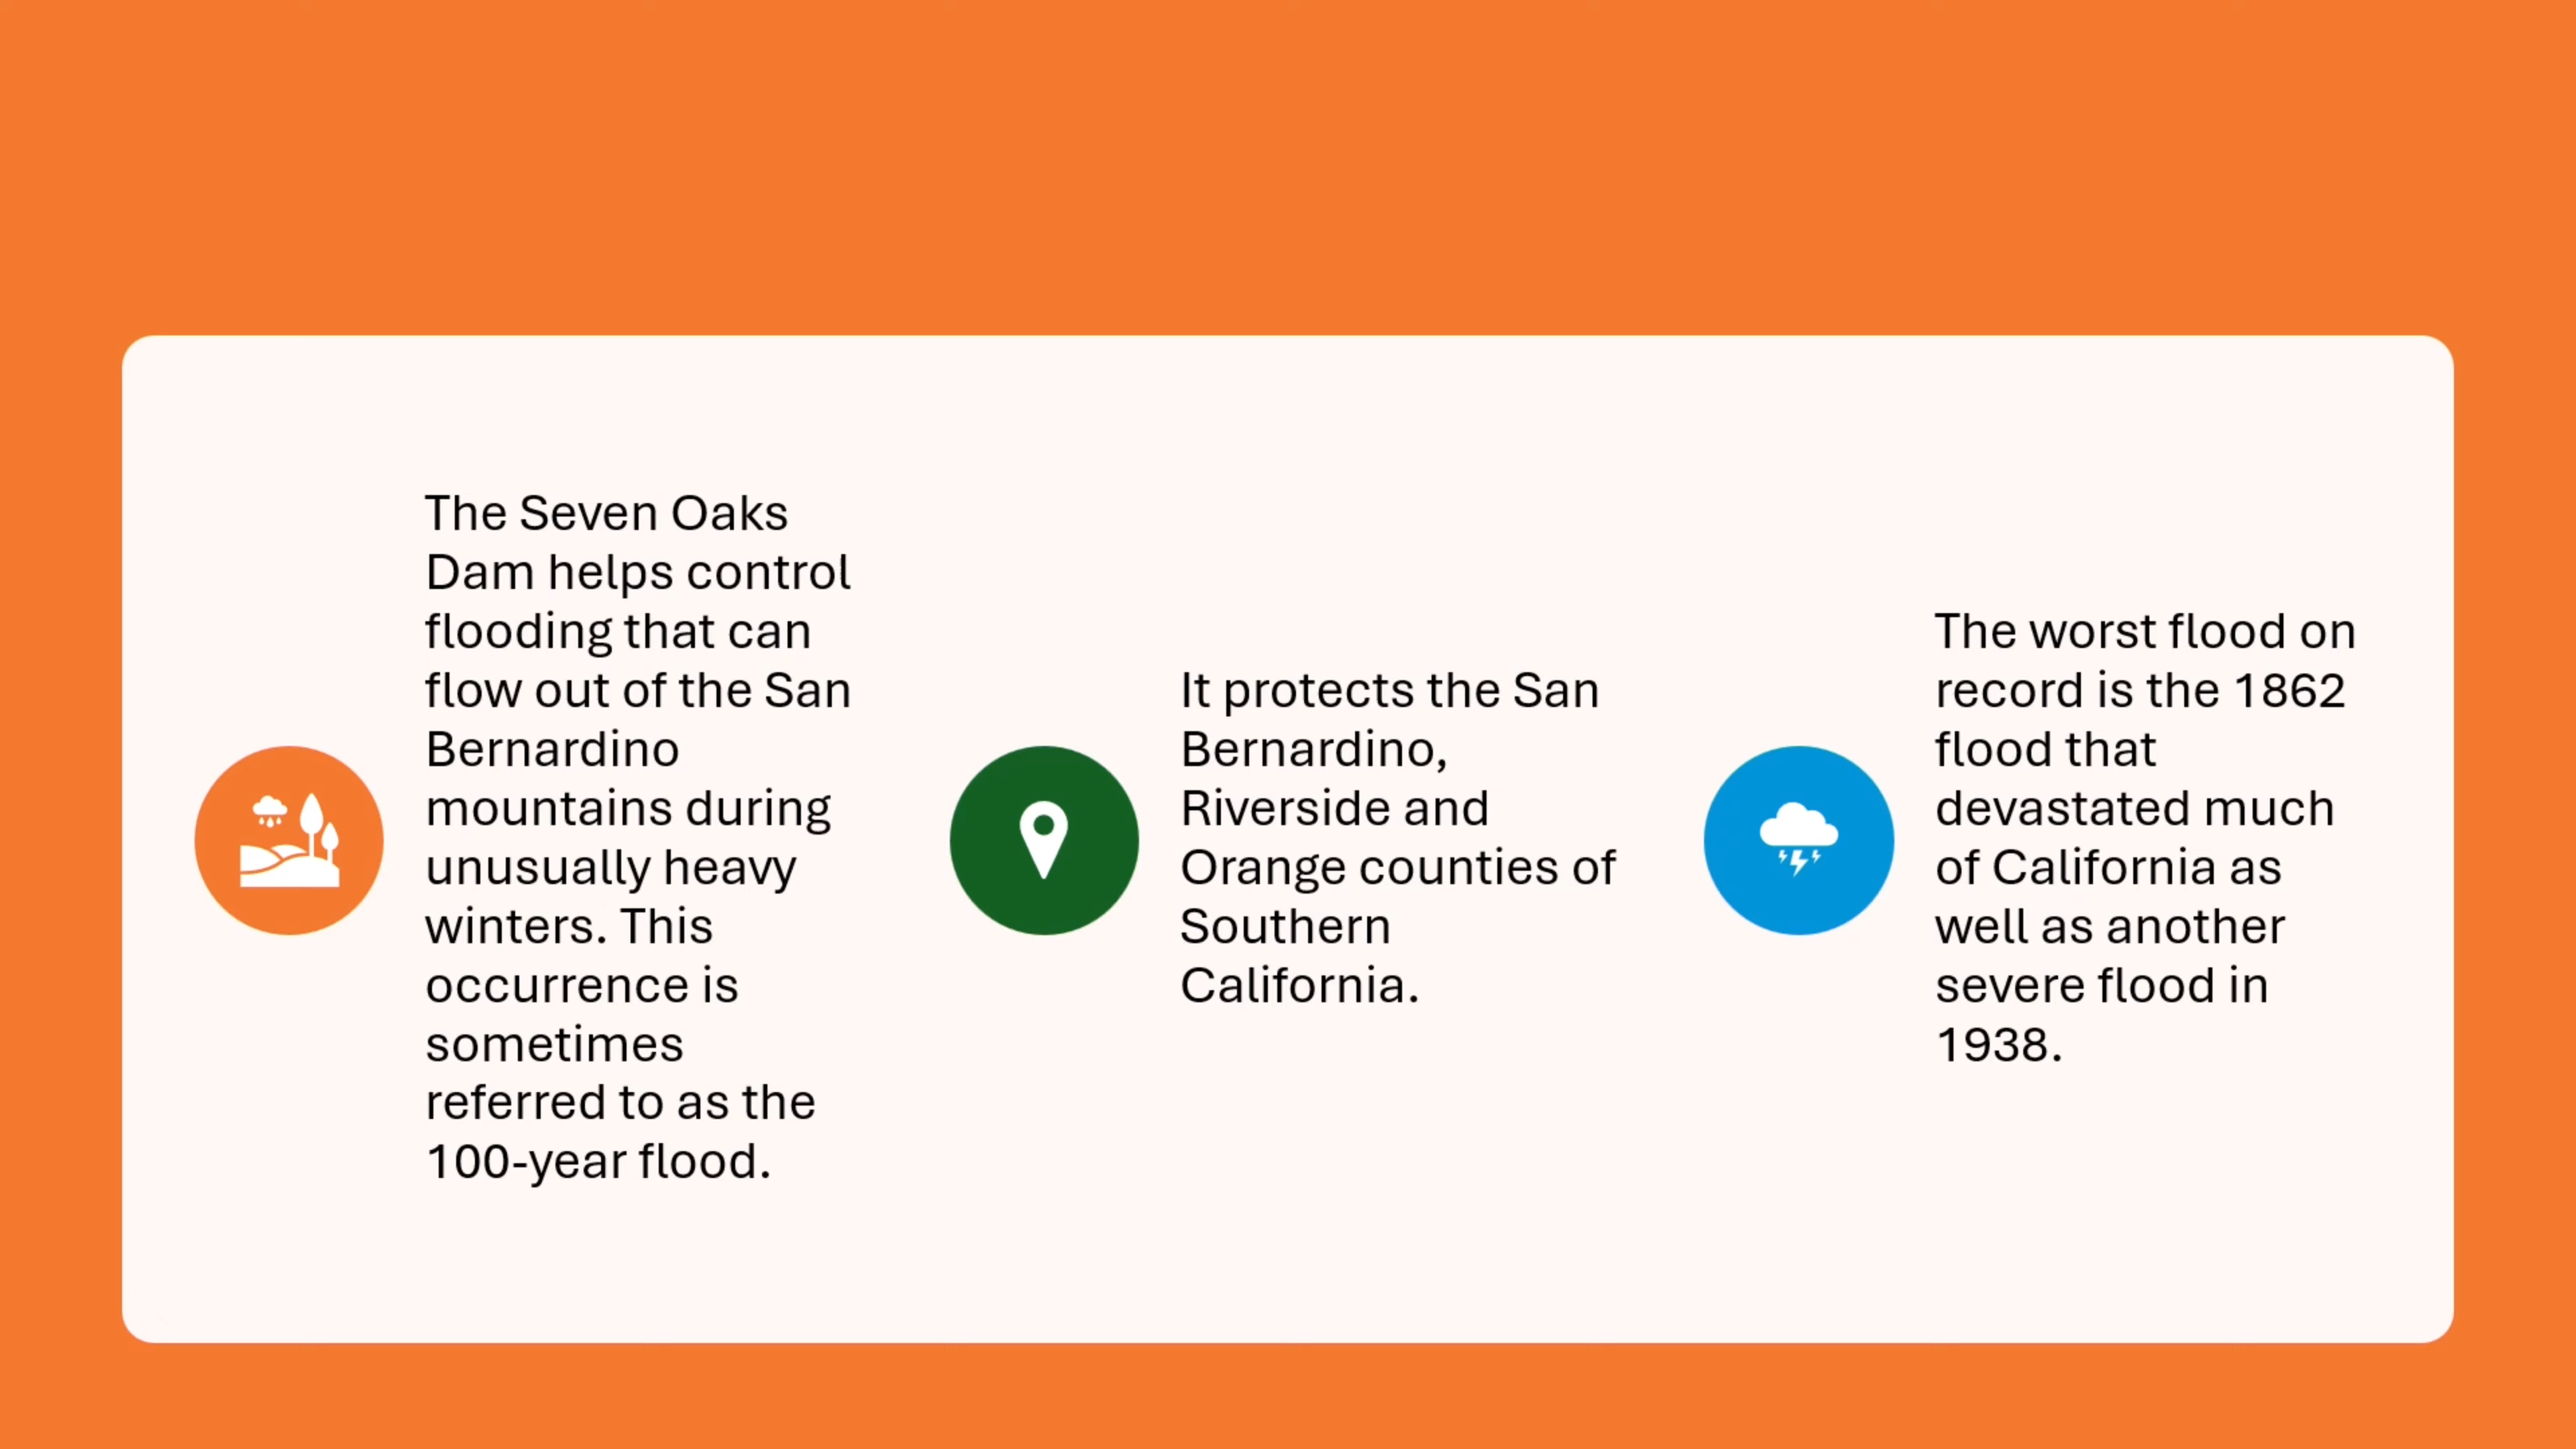 The Seven Oaks
Dam helps control
flooding that can
flow out of the San
Bernardino
mountains during
unusually heavy
winters. This
occurrence is
sometimes
referred to as the
100-year flood.
It protects the San
Bernardino,
Riverside and
Orange counties of
Southern
California.
The worst flood on
record is the 1862
flood that
devastated much
of California as
well as another
severe flood in
1938.